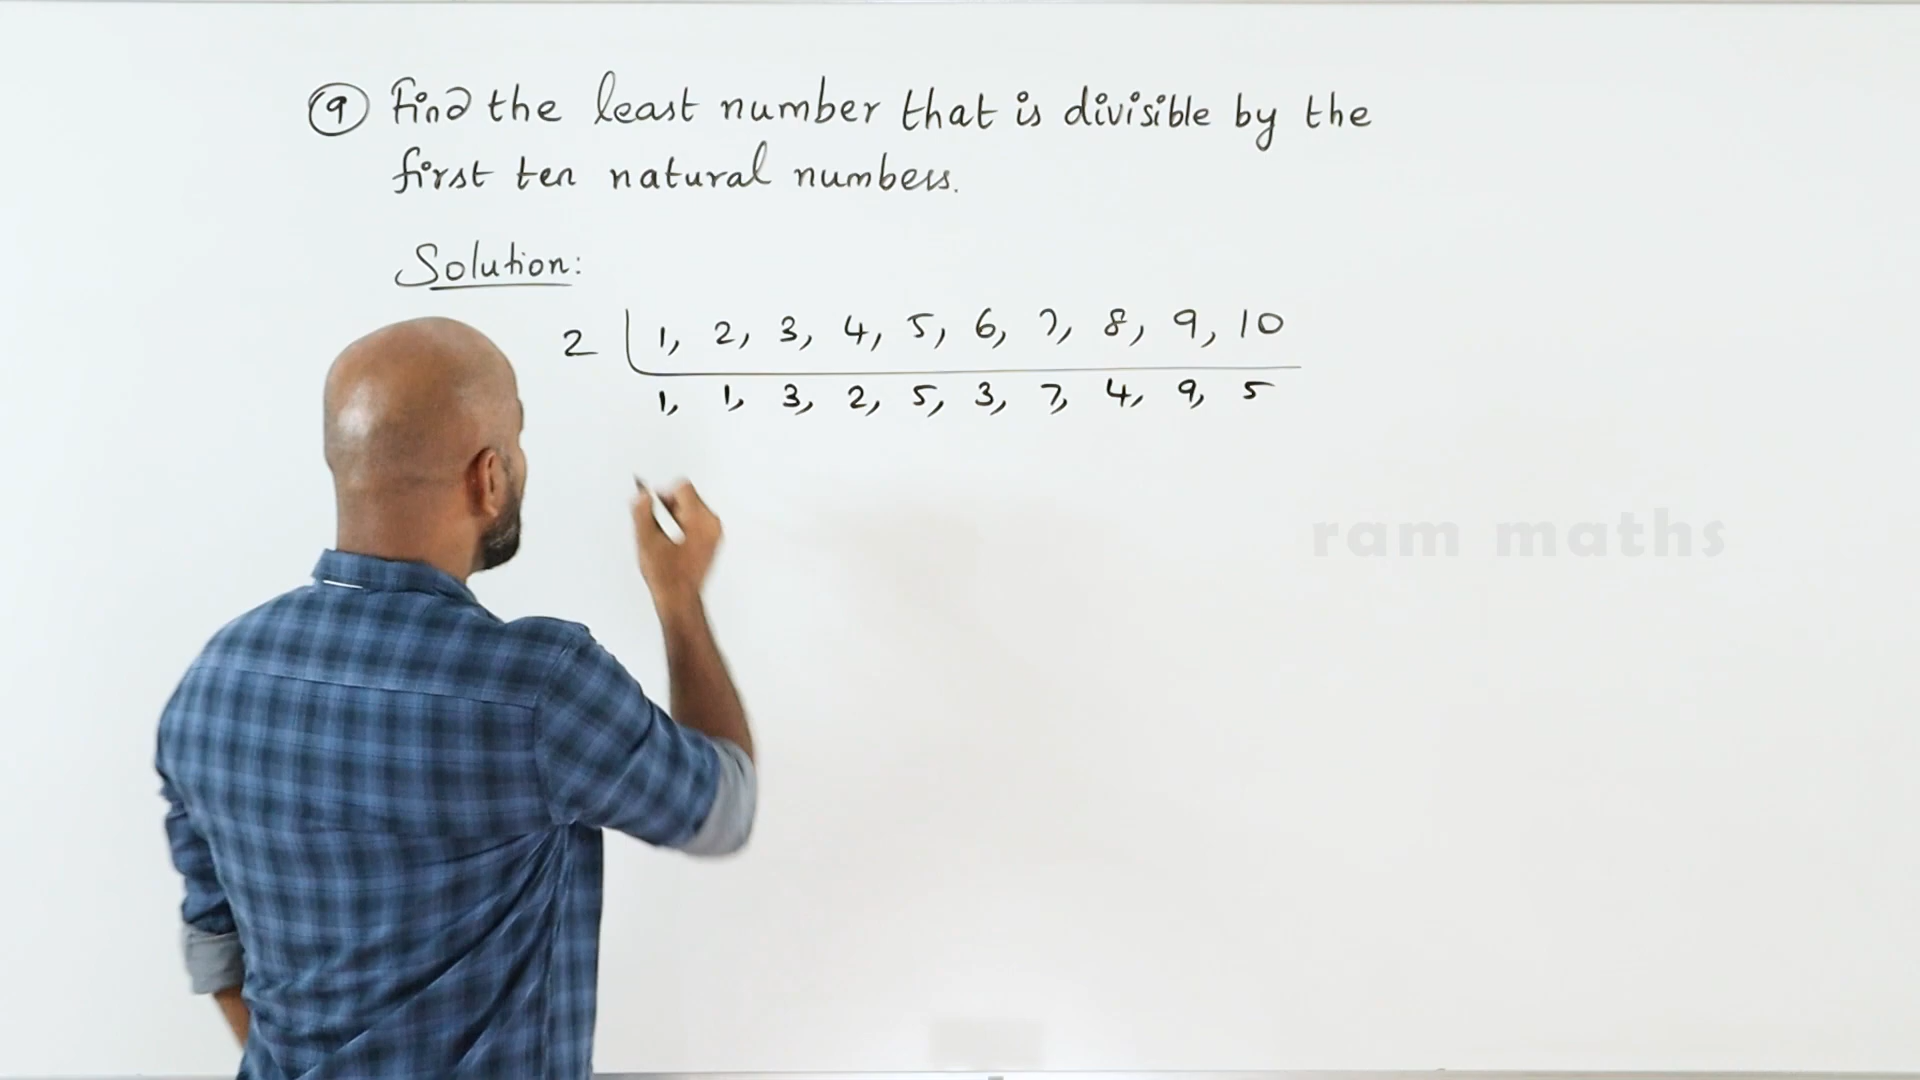 9 Find the least number that is divisible by the
first ten natural numbers.
Solution:
2 1, 2, 3, 4, 5, 6, 7, 8, 9, 10
1, 1, 3, 2, 5, 3, 7, 4, 9, 5
ram maths